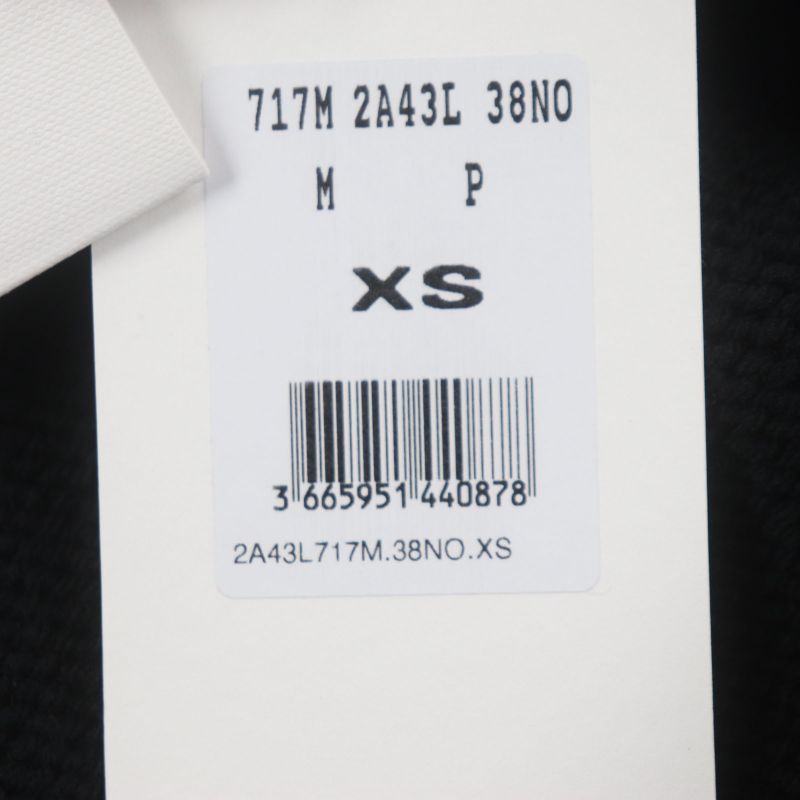 717M 2A43L 38NO
M P
XS
3 665951 440878
2A43L717M.38NO.XS